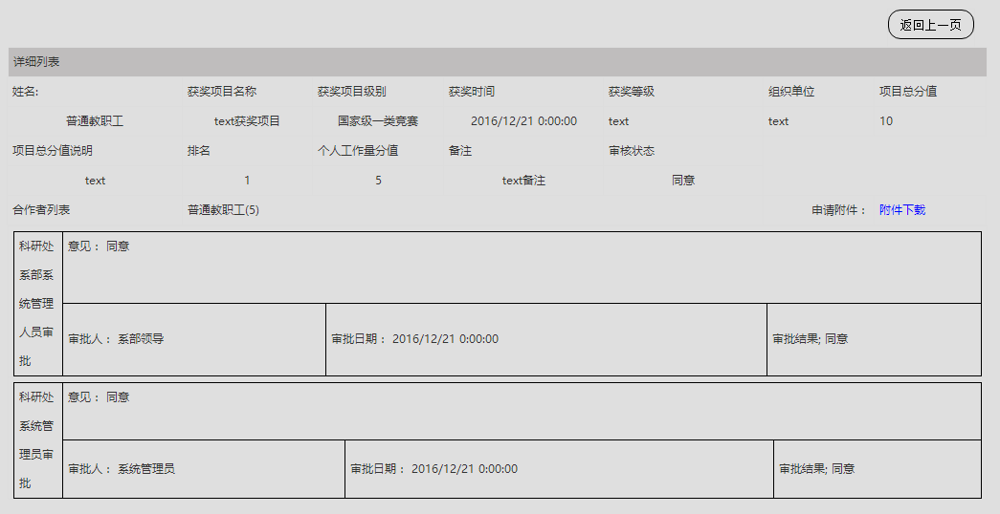 返回上一页
详细列表
姓名: 获奖项目名称 获奖项目级别 获奖时间 获奖等级 组织单位 项目总分值
普通教职工 text获奖项目 国家级一类竞赛 2016/12/21 0:00:00 text text 10
项目总分值说明 排名 个人工作量分值 备注 审核状态
text 1 5 text备注 同意
合作者列表 普通教职工(5) 申请附件： 附件下载
科研处
系部系
统管理
人员审
批
意见： 同意
审批人： 系部领导 审批日期： 2016/12/21 0:00:00 审批结果; 同意
科研处
系统管
理员审
批
意见： 同意
审批人： 系统管理员 审批日期： 2016/12/21 0:00:00 审批结果; 同意